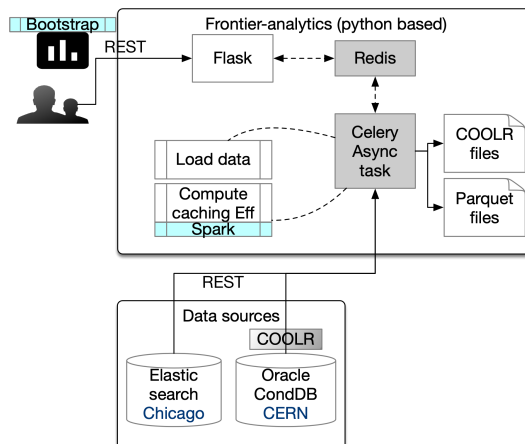 Bootstrap
Frontier-analytics (python based)
REST
Flask
Redis
Load data
Celery
Async
task
COOLR
files
Compute
caching Eff
Spark
Parquet
files
REST
Data sources
COOLR
Elastic
search
Chicago
Oracle
CondDB
CERN